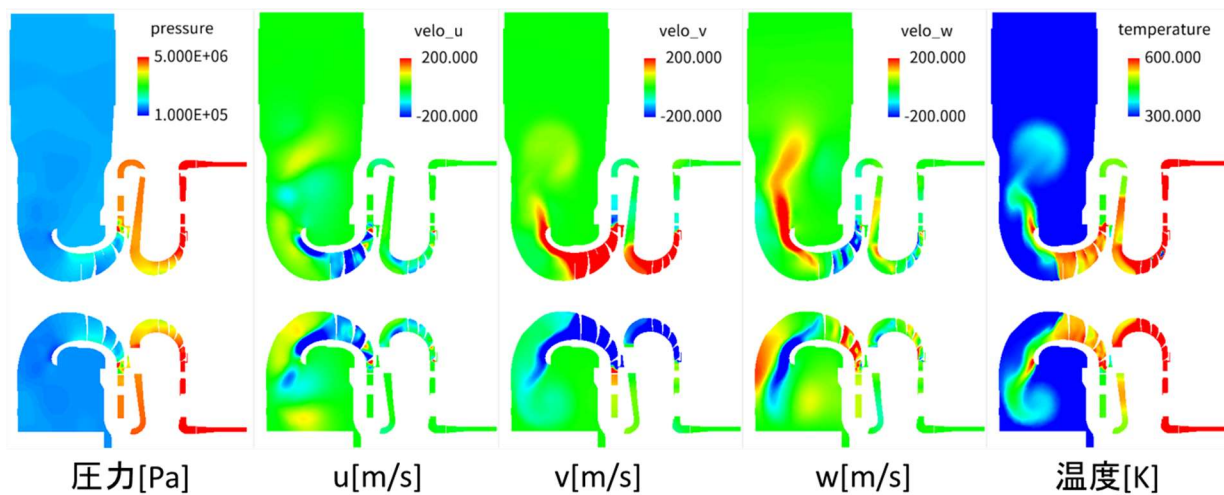 pressure
5.000E+06
1.000E+05
velo_u
200.000
-200.000
velo_v
200.000
-200.000
velo_w
200.000
-200.000
temperature
600.000
300.000
圧力[Pa]
u[m/s]
v[m/s]
w[m/s]
温度[K]